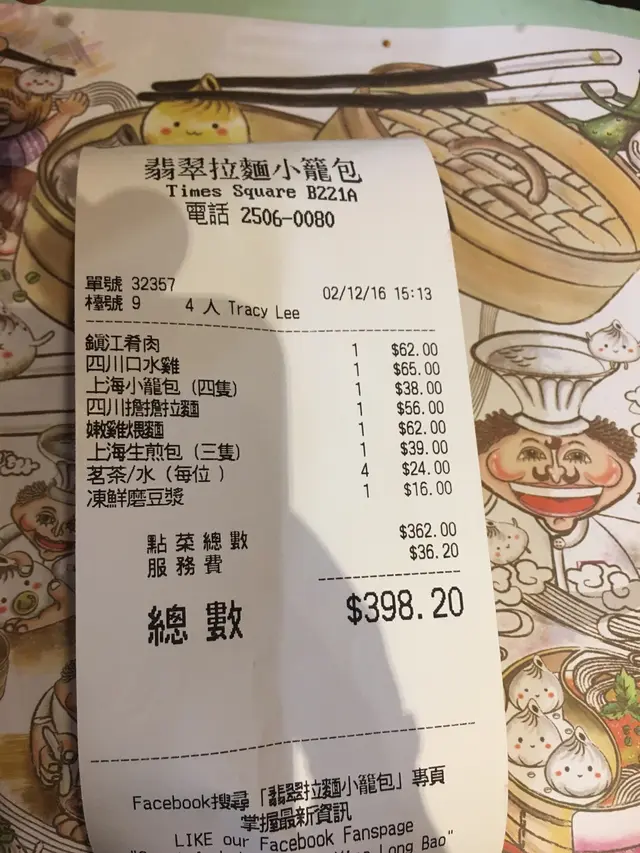 翡翠拉麵小籠包
Times Square B221A
電話 2506-0080
單號 32357 02/12/16 15:13
檯號 9 4 人 Tracy Lee
鎭江肴肉 1 $62.00
四川口水雞 1 $65.00
上海小籠包 (四隻) 1 $38.00
四川擔擔拉麵 1 $56.00
嫩雞煨麵 1 $62.00
上海生煎包 (三隻) 1 $39.00
茗茶/水 (每位 ) 4 $24.00
凍鮮磨豆漿 1 $16.00
點菜總數 $362.00
服務費 $36.20
總數 $398.20
Facebook搜尋「翡翠拉麵小籠包」專頁
掌握最新資訊
LIKE our Facebook Fanspage
Long Bao"